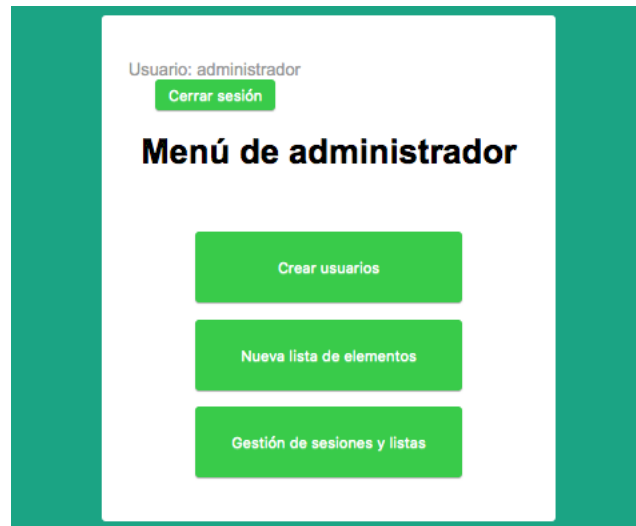 Usuario: administrador
Cerrar sesión
Menú de administrador
Crear usuarios
Nueva lista de elementos
Gestión de sesiones y listas